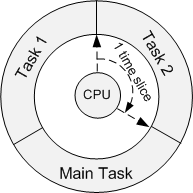 Task 1
Task 2
1 time slice
CPU
Main Task